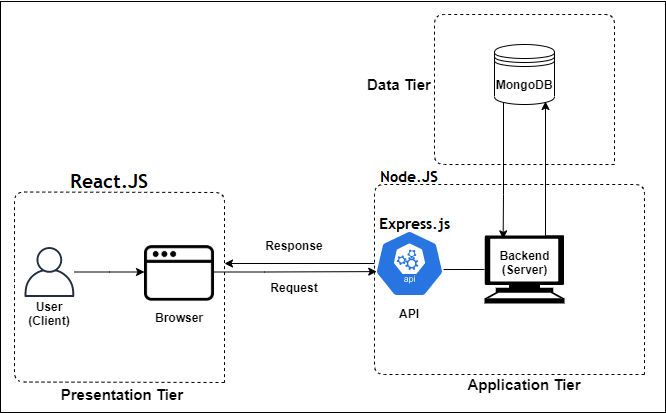 MongoDB
Data Tier
Node.JS
React.JS
Express.js
Response
Backend
(Server)
api
Request
User
(Client)
Browser
API
Presentation Tier
Application Tier